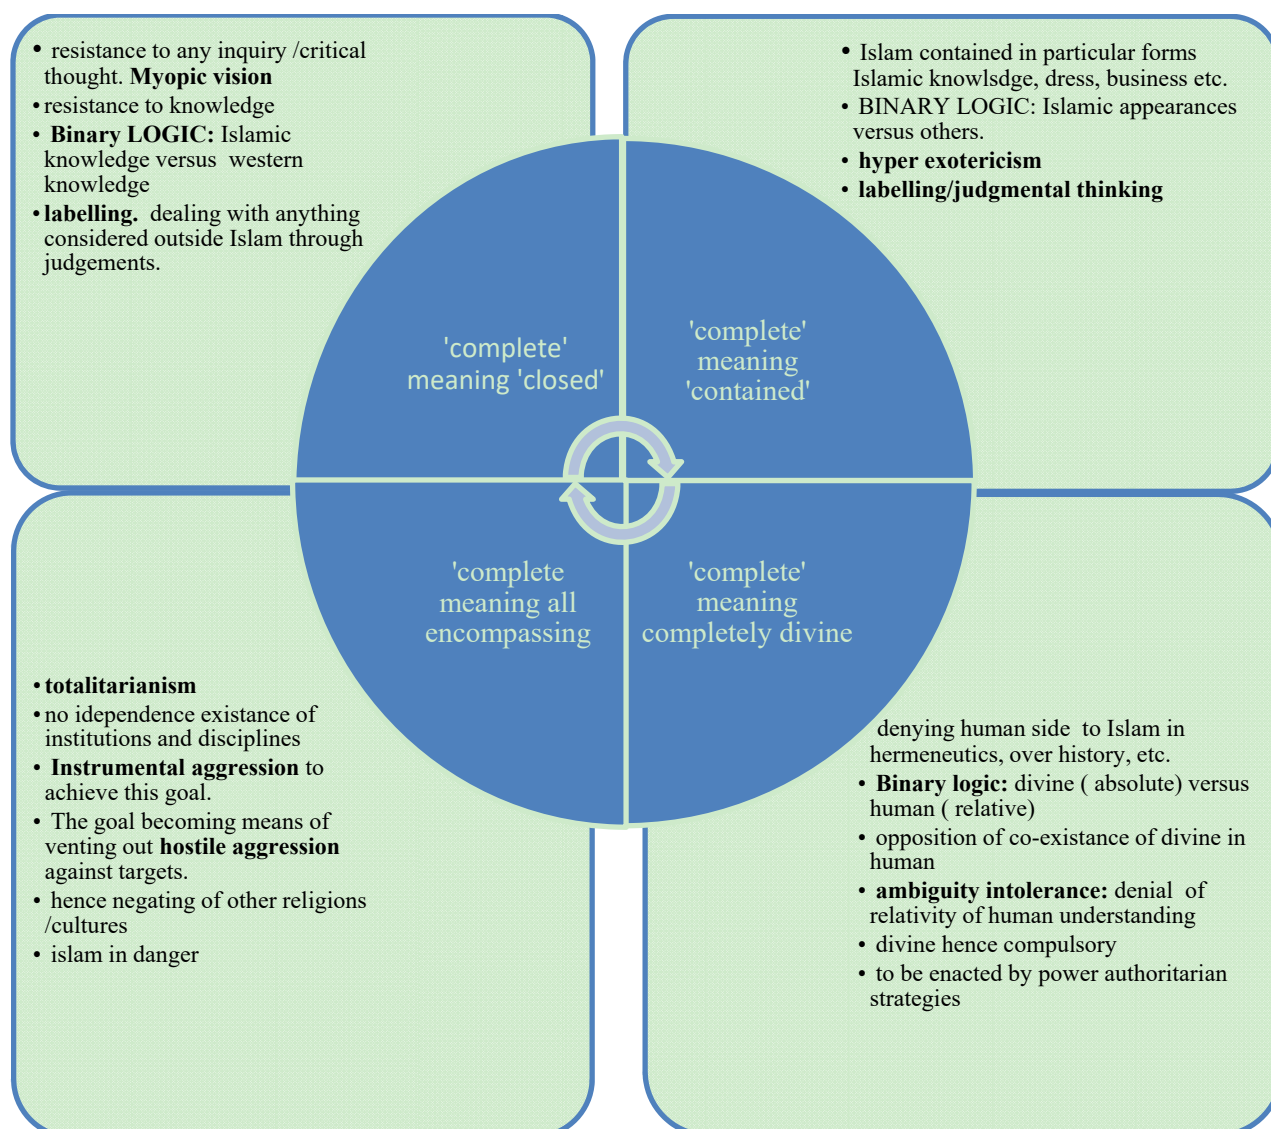 • resistance to any inquiry /critical
thought. Myopic vision
• resistance to knowledge
• Binary LOGIC: Islamic
knowledge versus western
knowledge
• labelling. dealing with anything
considered outside Islam through
judgements.
• Islam contained in particular forms
Islamic knowlsdge, dress, business etc.
• BINARY LOGIC: Islamic appearances
versus others.
• hyper exotericism
• labelling/judgmental thinking
'complete'
meaning 'closed'
'complete'
meaning
'contained'
'complete
meaning all
encompassing
'complete'
meaning
completely divine
• totalitarianism
• no idependence existance of
institutions and disciplines
• Instrumental aggression to
achieve this goal.
• The goal becoming means of
venting out hostile aggression
against targets.
• hence negating of other religions
/cultures
• islam in danger
denying human side to Islam in
hermeneutics, over history, etc.
• Binary logic: divine ( absolute) versus
human ( relative)
• opposition of co-existance of divine in
human
• ambiguity intolerance: denial of
relativity of human understanding
• divine hence compulsory
• to be enacted by power authoritarian
strategies